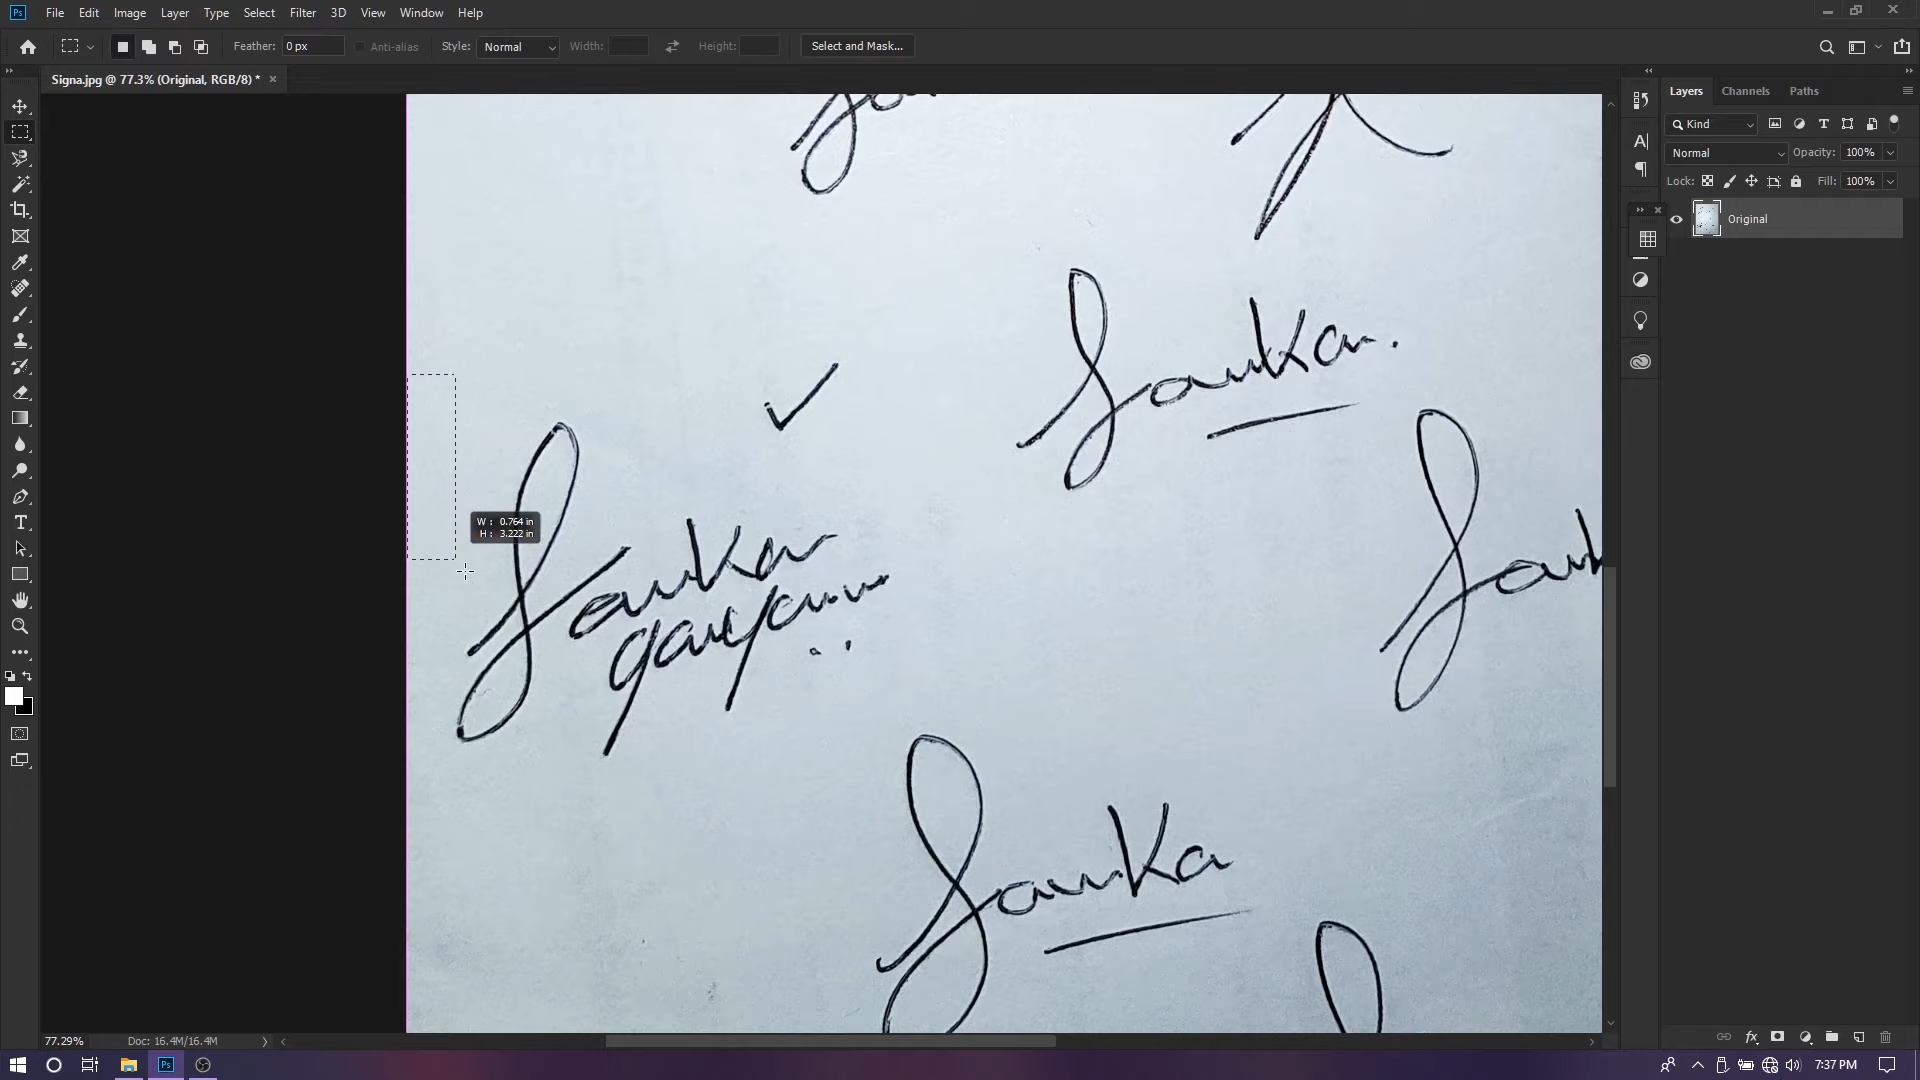 Ps File Edit Image Layer Type Select Filter 3D View Window Help
Feather: 0 px Anti-alias Style: Normal Width: Height: Select and Mask...
Signa.jpg @ 77.3% (Original, RGB/8) *
Layers Channels Paths
Kind
Normal Opacity: 100%
Lock: Fill: 100%
Original
W : 0.764 in
H : 3.222 in
77.29% Doc: 16.4M/16.4M
Ps 7:37 PM